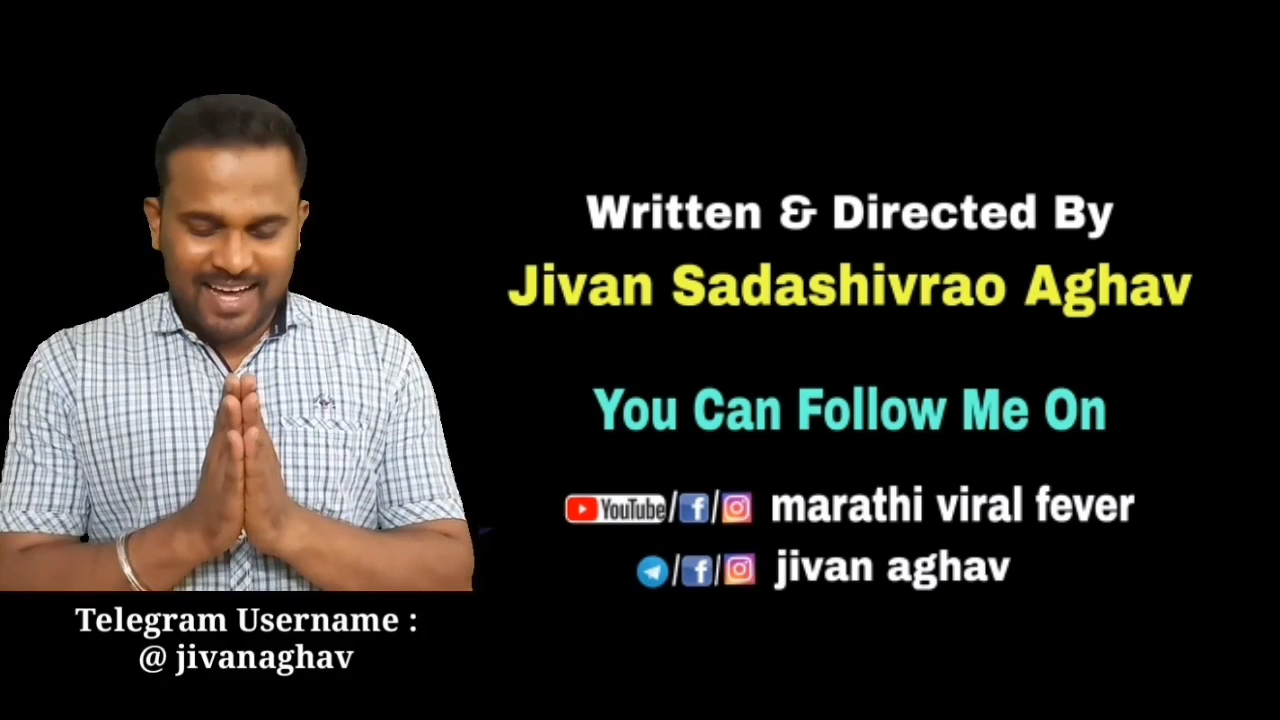 Written & Directed By
Jivan Sadashivrao Aghav
You Can Follow Me On
YouTube/f/ marathi viral fever
/f/ jivan aghav
Telegram Username :
@ jivanaghav